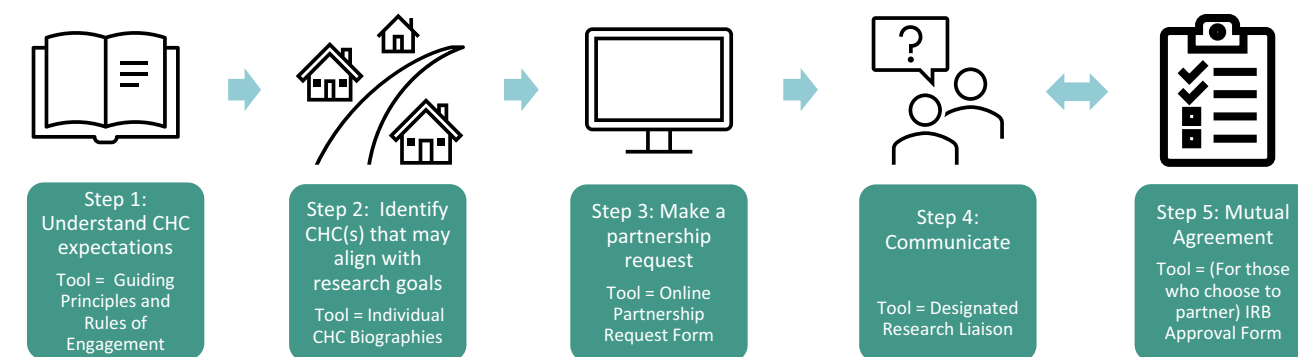 ?
Step 1:
Understand CHC
expectations
Tool = Guiding
Principles and
Rules of
Engagement
Step 2: Identify
CHC(s) that may
align with
research goals
Tool = Individual
CHC Biographies
Step 3: Make a
partnership
request
Tool = Online
Partnership
Request Form
Step 4:
Communicate
Tool = Designated
Research Liaison
Step 5: Mutual
Agreement
Tool = (For those
who choose to
partner) IRB
Approval Form